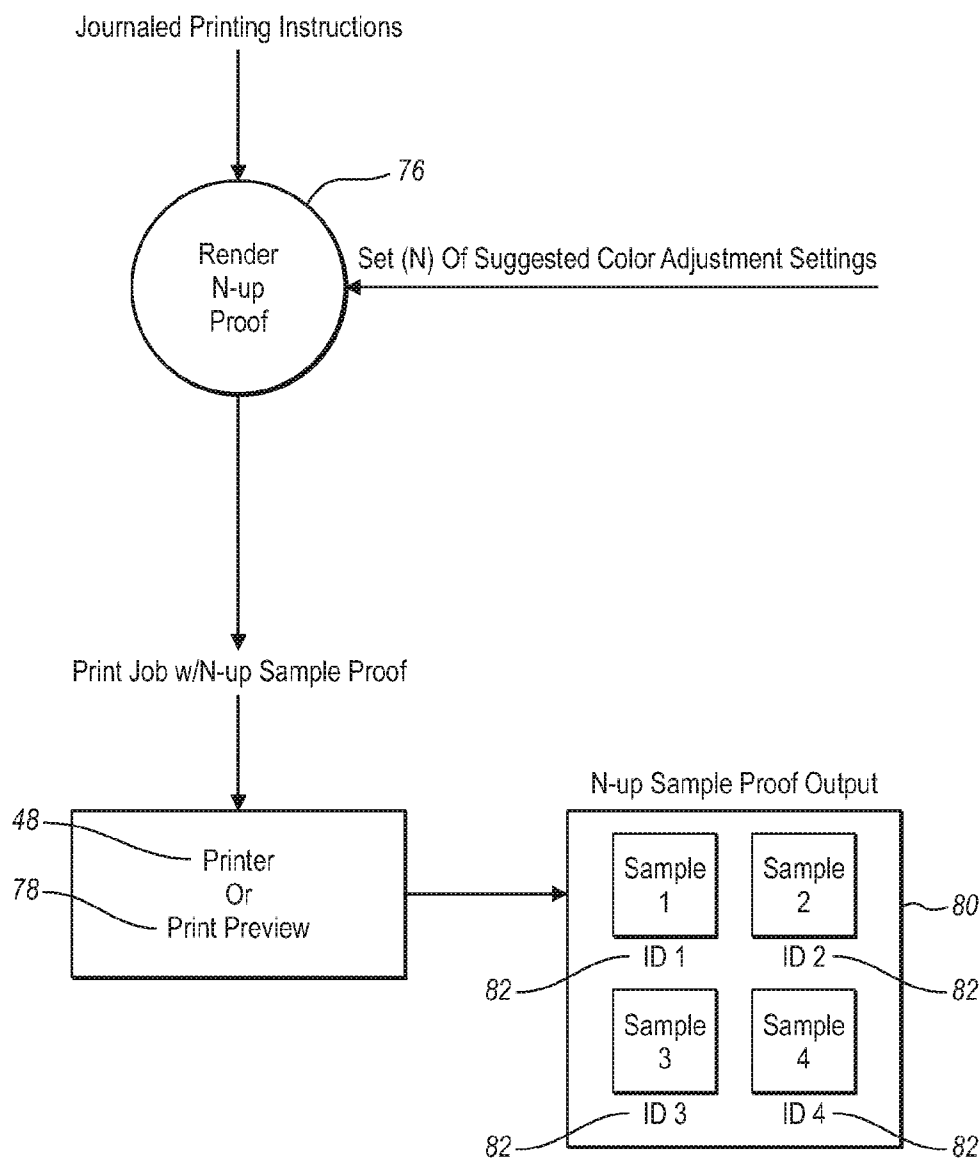 Journaled Printing Instructions
76
Render
N-up
Proof
Set (N) Of Suggested Color Adjustment Settings
Print Job w/N-up Sample Proof
48
Printer
Or
78
Print Preview
N-up Sample Proof Output
Sample
1
Sample
2
80
ID 1
ID 2
82
82
Sample
3
Sample
4
ID 3
ID 4
82
82